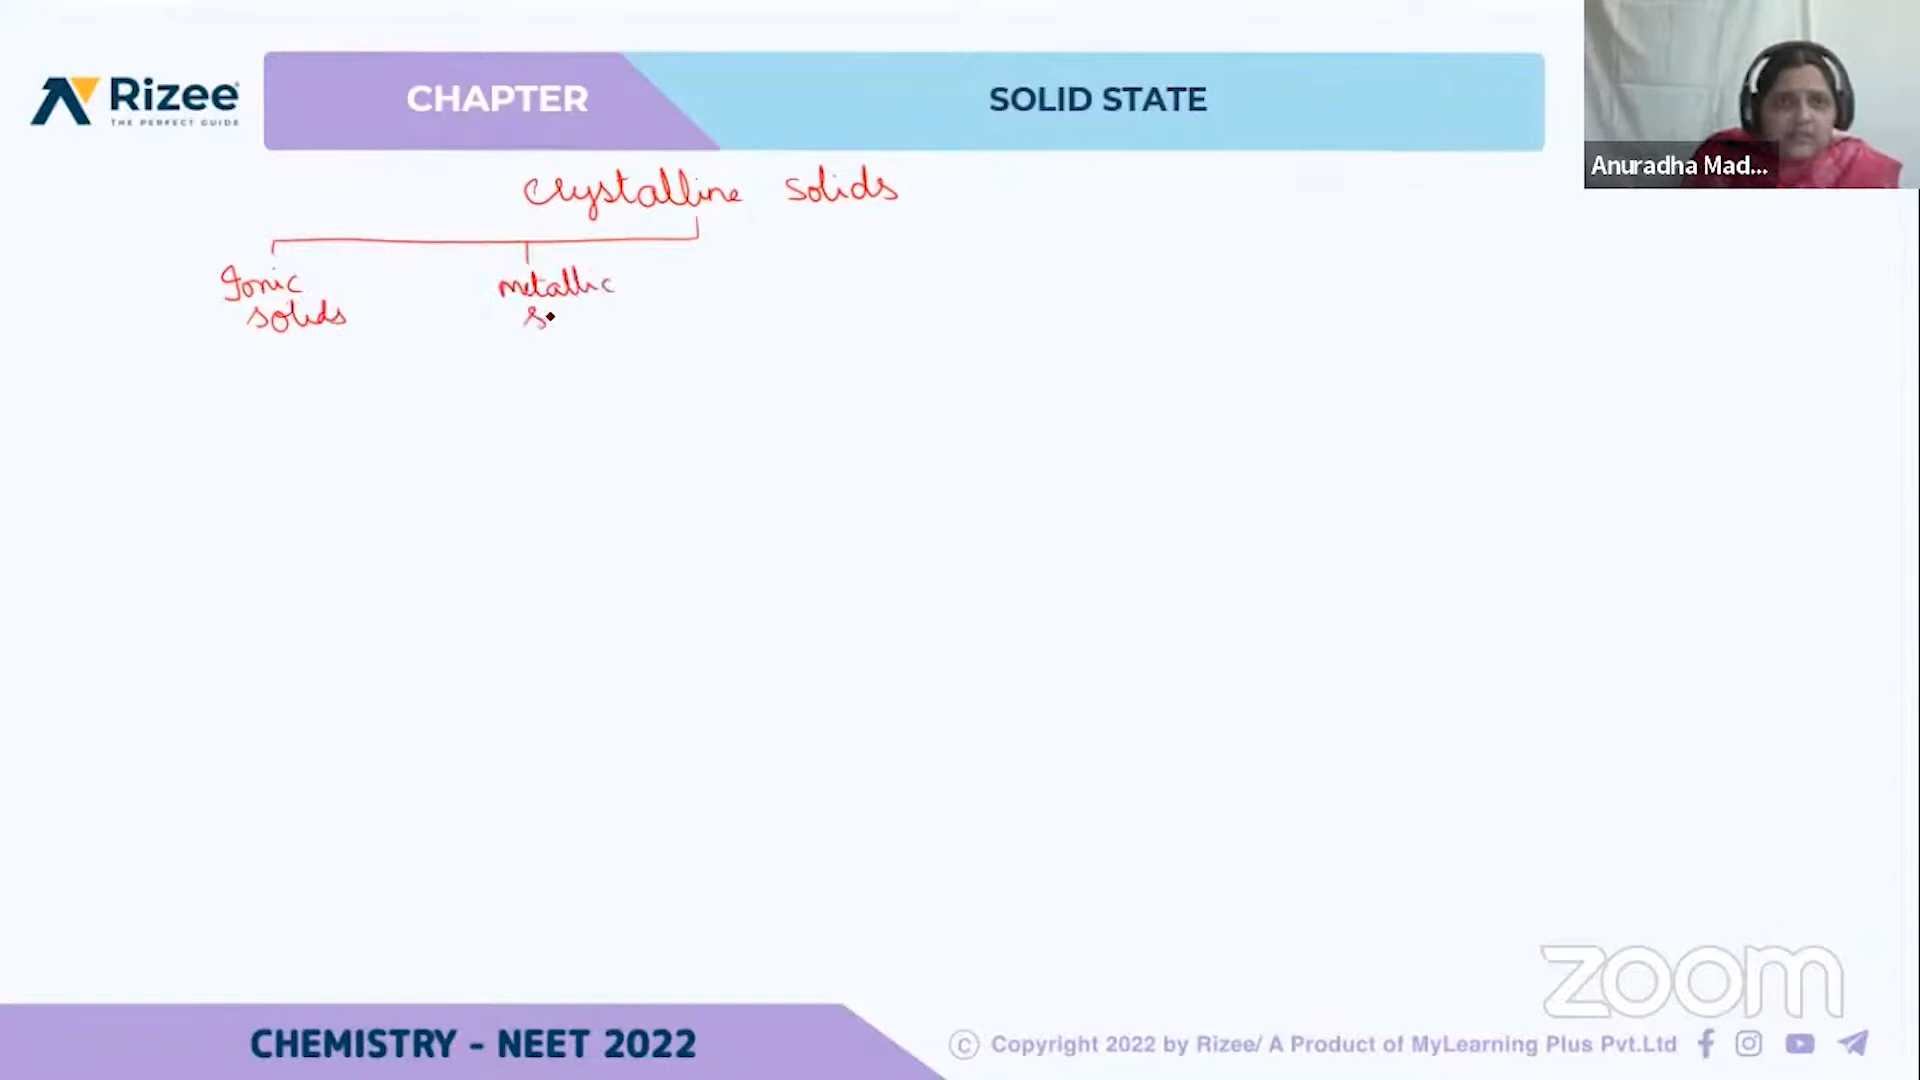 Rizee
THE PERFECT GUIDE
CHAPTER
SOLID STATE
Anuradha Mad...
Crystalline solids
Ionic
solids
metallic
s
zoom
CHEMISTRY - NEET 2022
© Copyright 2022 by Rizee/ A Product of MyLearning Plus Pvt.Ltd